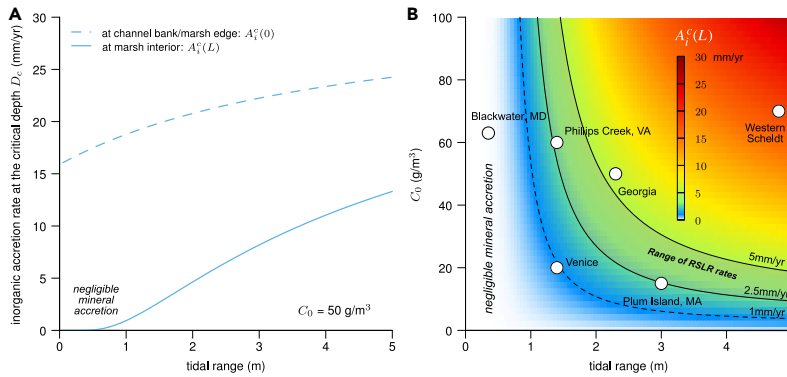 A
inorganic accretion rate at the critical depth D_c (mm/yr)
30
25
20
15
10
5
0
at channel bank/marsh edge: A_i^c(0)
at marsh interior: A_i^c(L)
negligible
mineral
accretion
C_0 = 50 g/m^3
0 1 2 3 4 5
tidal range (m)
B
C_0 (g/m^3)
100
80
60
40
20
0
A_i^c(L)
30 mm/yr
25
20
15
10
5
0
Blackwater, MD
Phillips Creek, VA
Western
Scheldt
Georgia
negligible mineral accretion
Range of RSLR rates
5mm/yr
Venice
2.5mm/yr
Plum Island, MA
1mm/yr
0 1 2 3 4
tidal range (m)